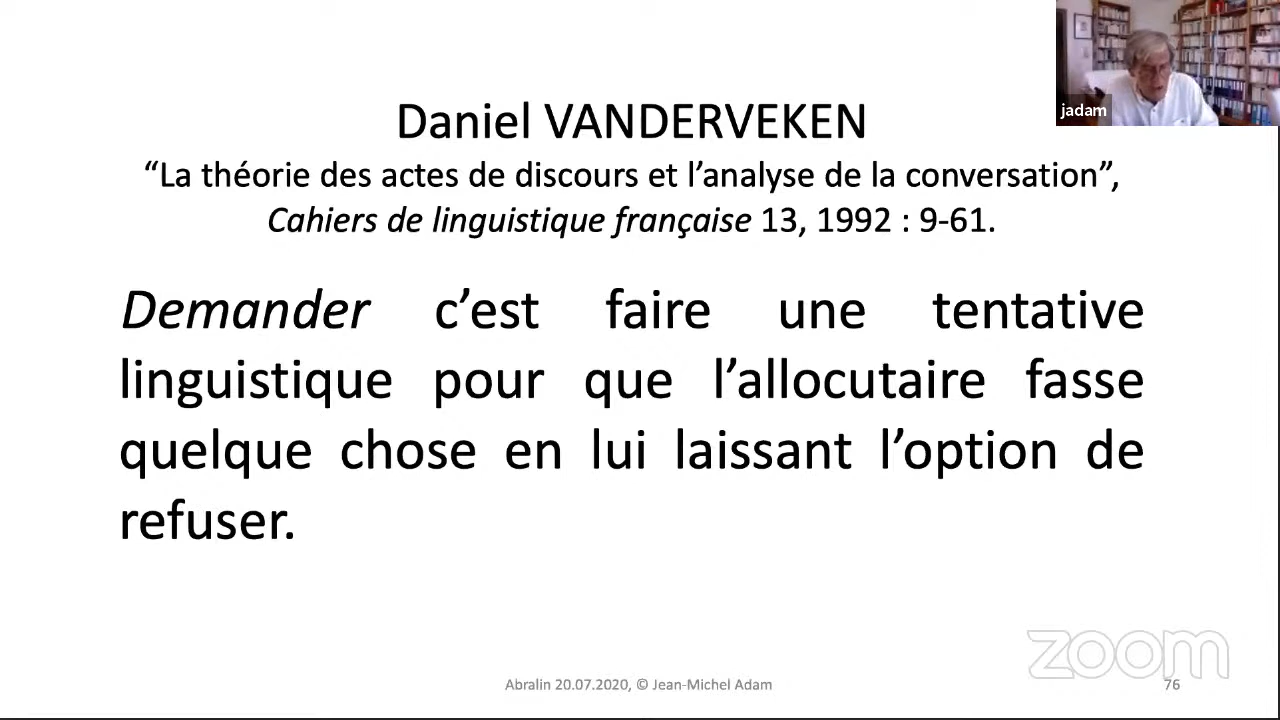 jadam
Daniel VANDERVEKEN
“La théorie des actes de discours et l’analyse de la conversation”,
Cahiers de linguistique française 13, 1992 : 9-61.
Demander c’est faire une tentative
linguistique pour que l’allocutaire fasse
quelque chose en lui laissant l’option de
refuser.
zoom
Abralin 20.07.2020, © Jean-Michel Adam
76